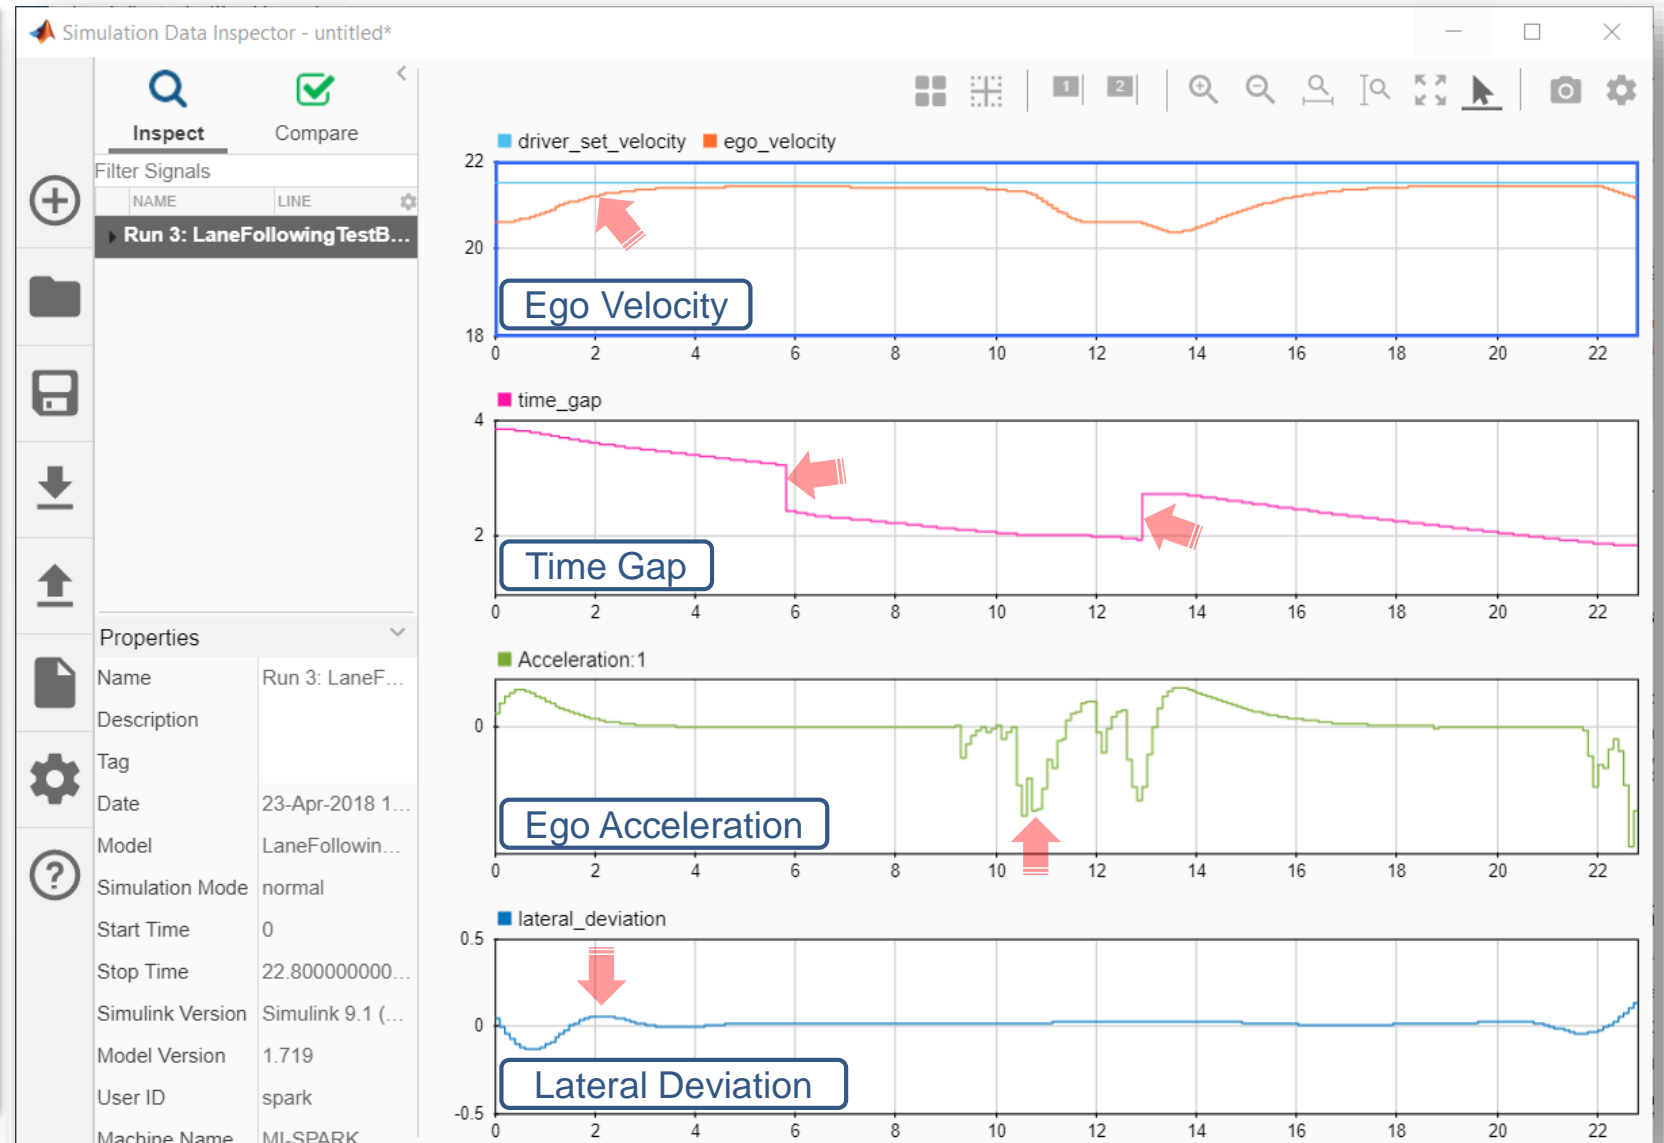 Simulation Data Inspector - untitled*
Inspect
Compare
Filter Signals
NAME LINE
Run 3: LaneFollowingTestB...
Properties
Name Run 3: LaneF...
Description
Tag
Date 23-Apr-2018 1...
Model LaneFollowin...
Simulation Mode normal
Start Time 0
Stop Time 22.800000000...
Simulink Version Simulink 9.1 (...
Model Version 1.719
User ID spark
Machine Name MI-SPARK
1 2
driver_set_velocity ego_velocity
22
20
18
Ego Velocity
0 2 4 6 8 10 12 14 16 18 20 22
time_gap
4
2
Time Gap
0 2 4 6 8 10 12 14 16 18 20 22
Acceleration:1
0
Ego Acceleration
0 2 4 6 8 10 12 14 16 18 20 22
lateral_deviation
0.5
0
-0.5
Lateral Deviation
0 2 4 6 8 10 12 14 16 18 20 22